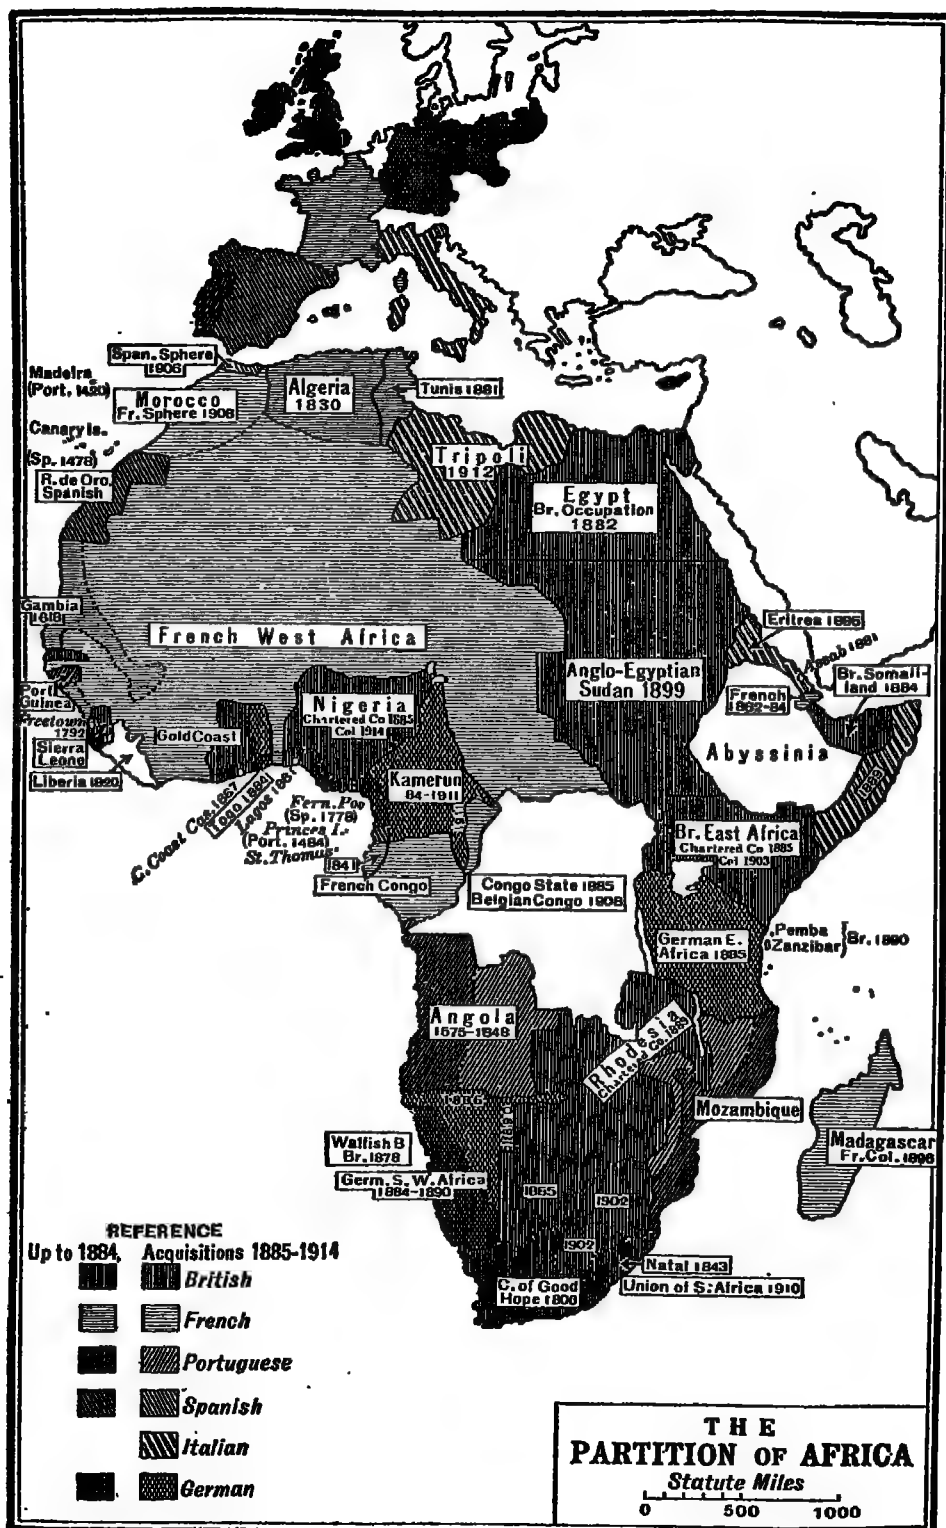 Span. Sphere
1906
Madeira
(Port. 1420)
Morocco
Fr. Sphere 1906
Algeria
1830
Tunis 1881
Canary Is.
(Sp. 1478)
R. de Oro,
Spanish
Tripoli
1912
Egypt
Br. Occupation
1882
Gambia
1618
French West Africa
Eritrea 1885
Assab 1881
Anglo-Egyptian
Sudan 1899
Br. Somali-
land 1884
French
1862-84
Port.
Guinea
Freetown
1792
Sierra
Leone
Liberia 1820
Gold Coast
Nigeria
Chartered Co 1885
Col 1914
Abyssinia
1889
Kamerun
84-1911
G. Coast Cos. 1867
Togo 1884
Lagos 1861
Fern. Poo
(Sp. 1778)
Princes I.
(Port. 1484)
St. Thomas
1841
French Congo
Br. East Africa
Chartered Co 1885
Col 1903
Congo State 1885
Belgian Congo 1908
German E.
Africa 1885
Pemba
Zanzibar
Br. 1890
Angola
1575-1848
Rhodesia
Chartered Co. 1889
1886
1890
Mozambique
Madagascar
Fr. Col. 1896
Walfish B
Br. 1878
Germ. S. W. Africa
1884-1890
1885
1902
1902
Natal 1843
Union of S. Africa 1910
C. of Good
Hope 1806
REFERENCE
Up to 1884, Acquisitions 1885-1914
British
French
Portuguese
Spanish
Italian
German
THE
PARTITION OF AFRICA
Statute Miles
0 500 1000